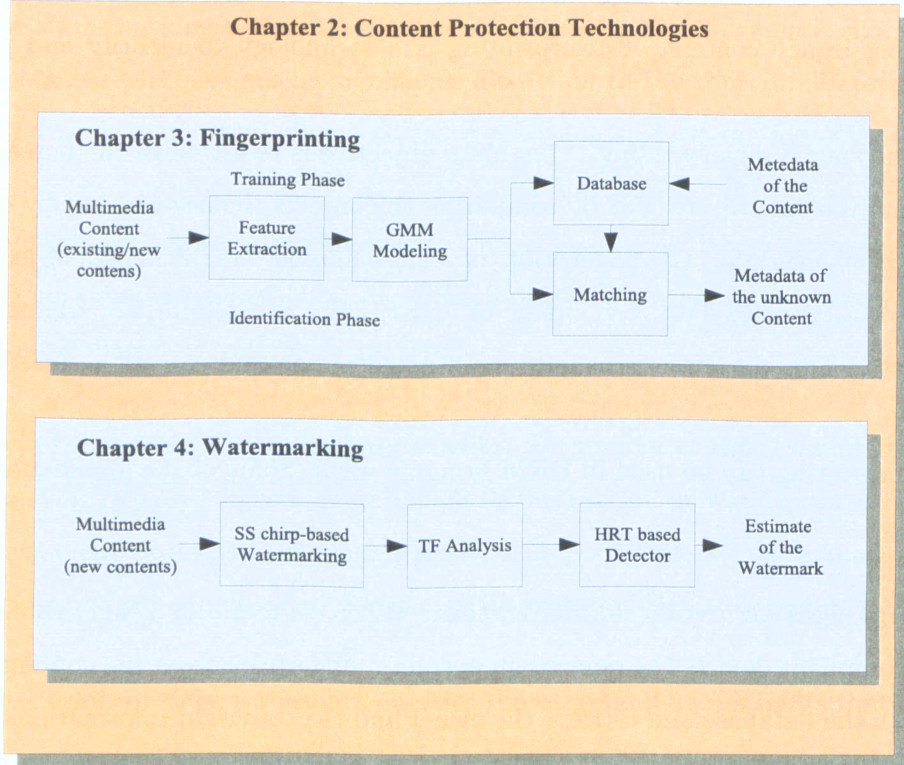 Chapter 2: Content Protection Technologies
Chapter 3: Fingerprinting
Training Phase
Multimedia
Content
(existing/new
contens)
Feature
Extraction
GMM
Modeling
Database
Metedata
of the
Content
Matching
Metadata of
the unknown
Content
Identification Phase
Chapter 4: Watermarking
Multimedia
Content
(new contents)
SS chirp-based
Watermarking
TF Analysis
HRT based
Detector
Estimate
of the
Watermark